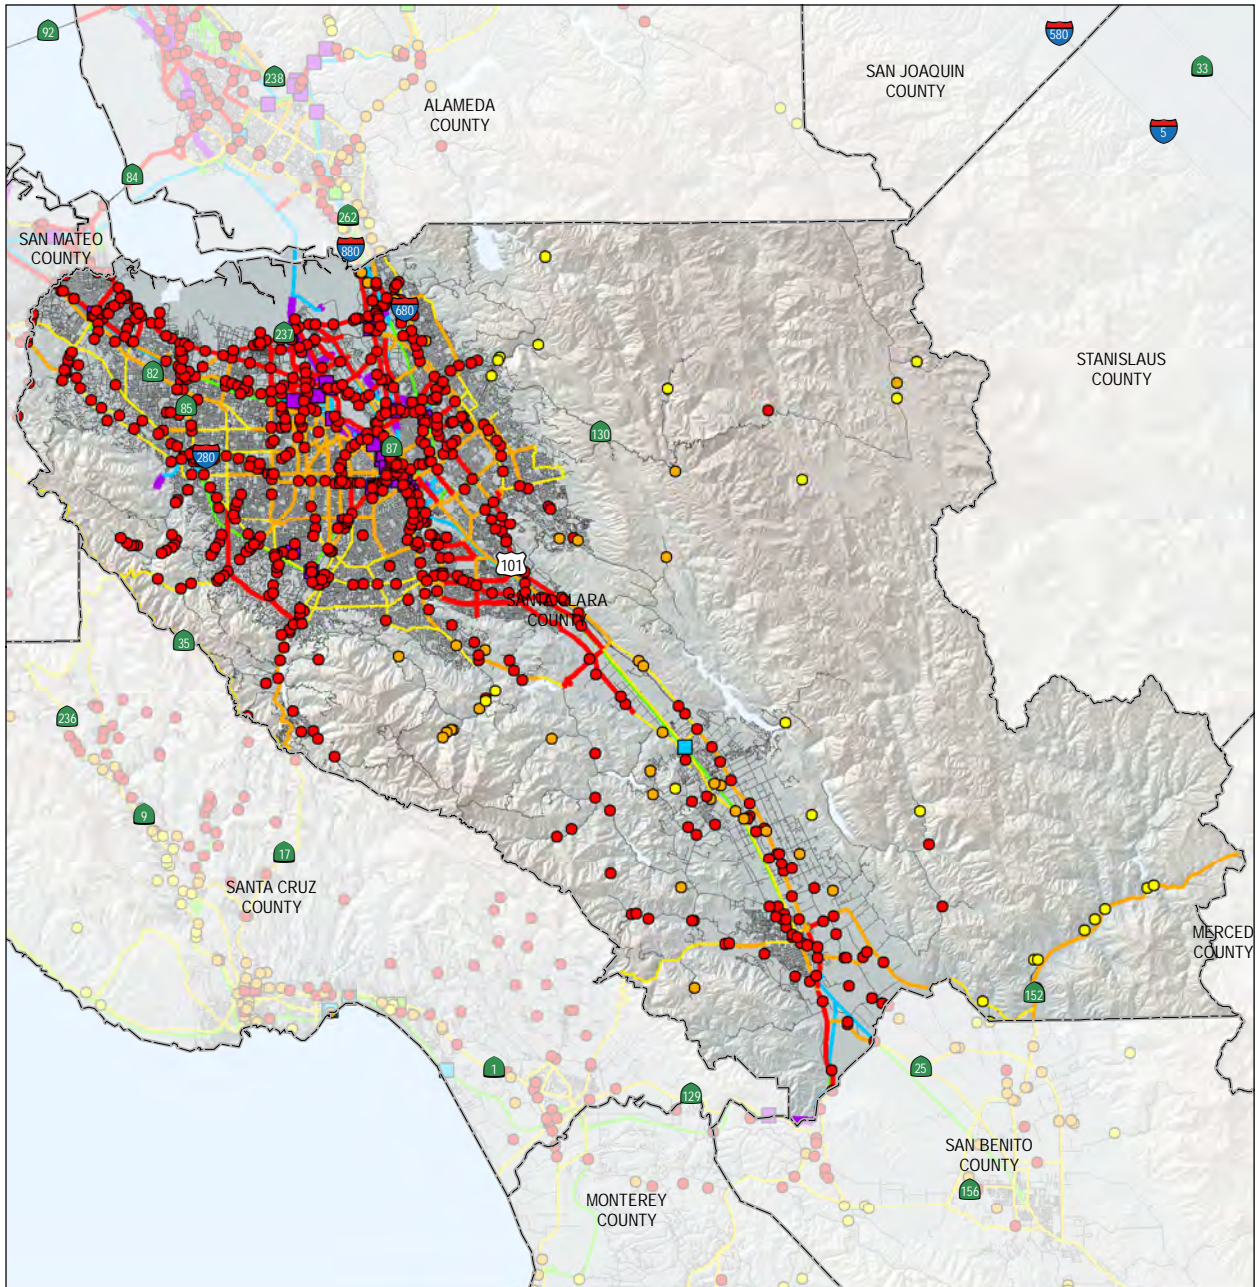 92
580
33
238
SAN JOAQUIN
COUNTY
ALAMEDA
COUNTY
5
84
262
SAN MATEO
COUNTY
880
680
237
STANISLAUS
COUNTY
82
85
130
87
280
101
SANTA CLARA
COUNTY
35
236
9
17
SANTA CRUZ
COUNTY
MERCED
COUNTY
152
1
25
129
SAN BENITO
COUNTY
156
MONTEREY
COUNTY